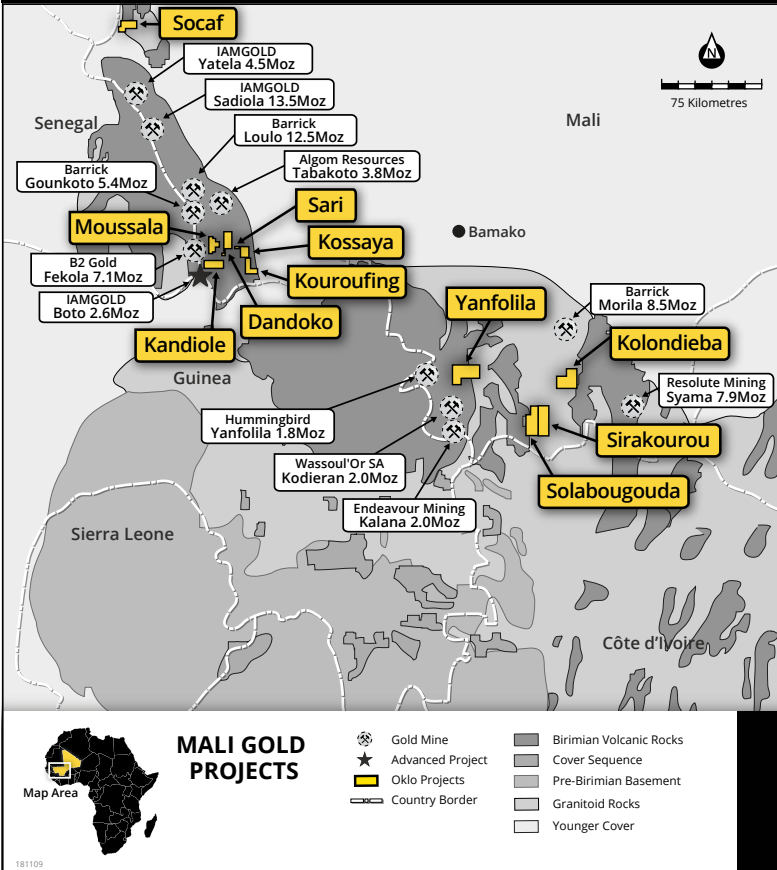 Socaf
IAMGOLD
Yatela 4.5Moz
N
75 Kilometres
IAMGOLD
Sadiola 13.5Moz
Senegal
Mali
Barrick
Loulo 12.5Moz
Algom Resources
Tabakoto 3.8Moz
Barrick
Gounkoto 5.4Moz
Sari
Moussala
Kossaya
Bamako
B2 Gold
Fekola 7.1Moz
Kouroufing
IAMGOLD
Boto 2.6Moz
Yanfolila
Barrick
Morila 8.5Moz
Dandoko
Kandiole
Kolondieba
Guinea
Resolute Mining
Syama 7.9Moz
Hummingbird
Yanfolila 1.8Moz
Sirakourou
Wassoul'Or SA
Kodieran 2.0Moz
Solabougouda
Endeavour Mining
Kalana 2.0Moz
Sierra Leone
Côte d'Ivoire
Map Area
MALI GOLD
PROJECTS
Gold Mine
Advanced Project
Oklo Projects
Country Border
Birimian Volcanic Rocks
Cover Sequence
Pre-Birimian Basement
Granitoid Rocks
Younger Cover
181109